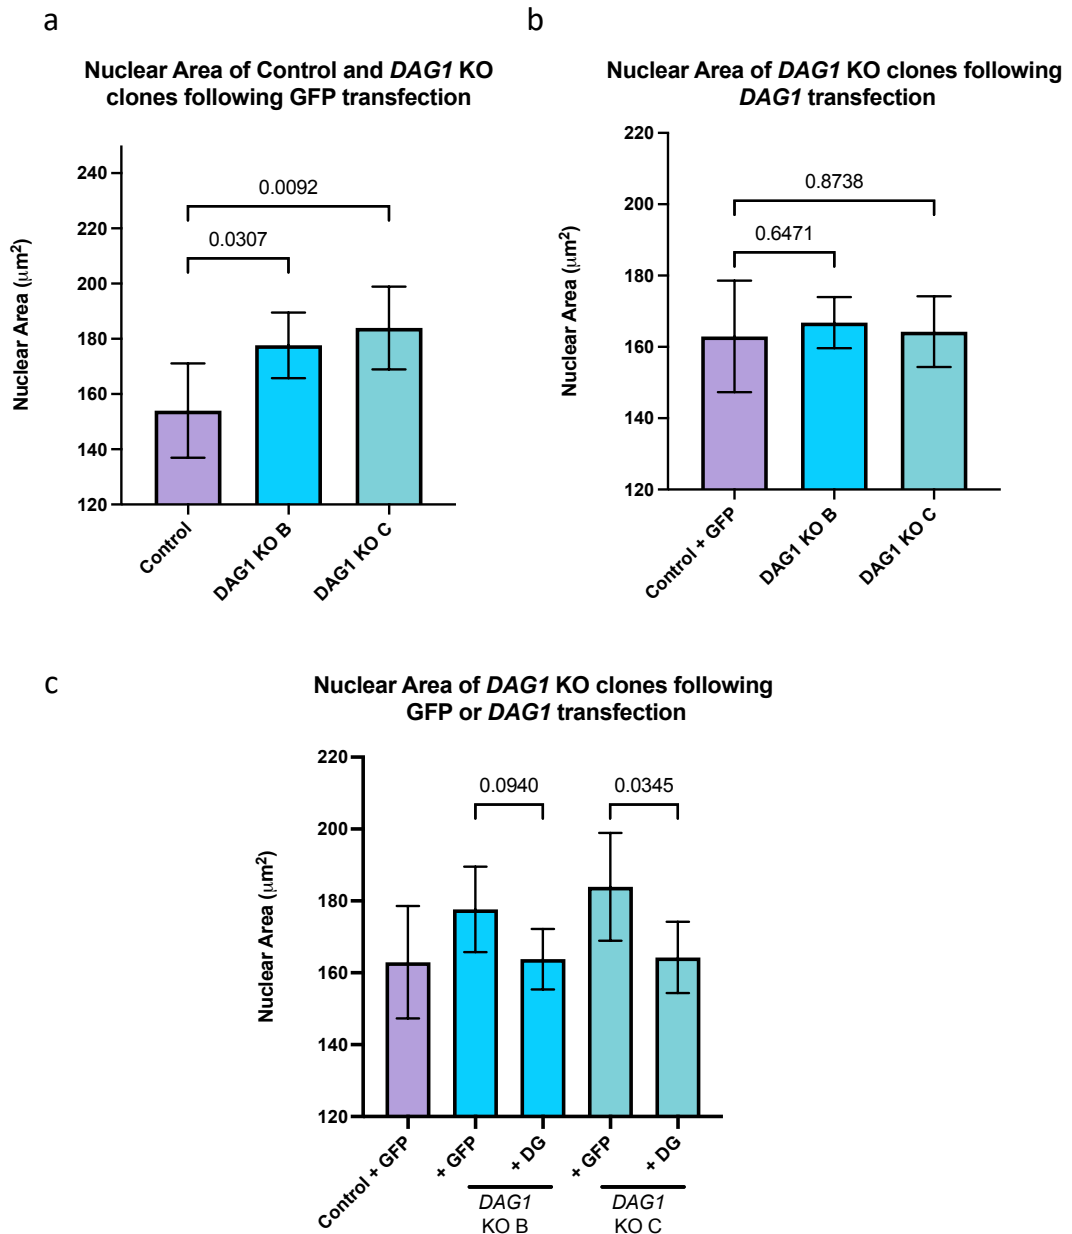 a
Nuclear Area of Control and DAG1 KO
clones following GFP transfection
Nuclear Area (μm²)
240
220
200
180
160
140
120
0.0092
0.0307
Control
DAG1 KO B
DAG1 KO C
b
Nuclear Area of DAG1 KO clones following
DAG1 transfection
Nuclear Area (μm²)
220
200
180
160
140
120
0.8738
0.6471
Control + GFP
DAG1 KO B
DAG1 KO C
c
Nuclear Area of DAG1 KO clones following
GFP or DAG1 transfection
Nuclear Area (μm²)
220
200
180
160
140
120
0.0940
0.0345
Control + GFP
+ GFP
+ DG
+ GFP
+ DG
DAG1
KO B
DAG1
KO C